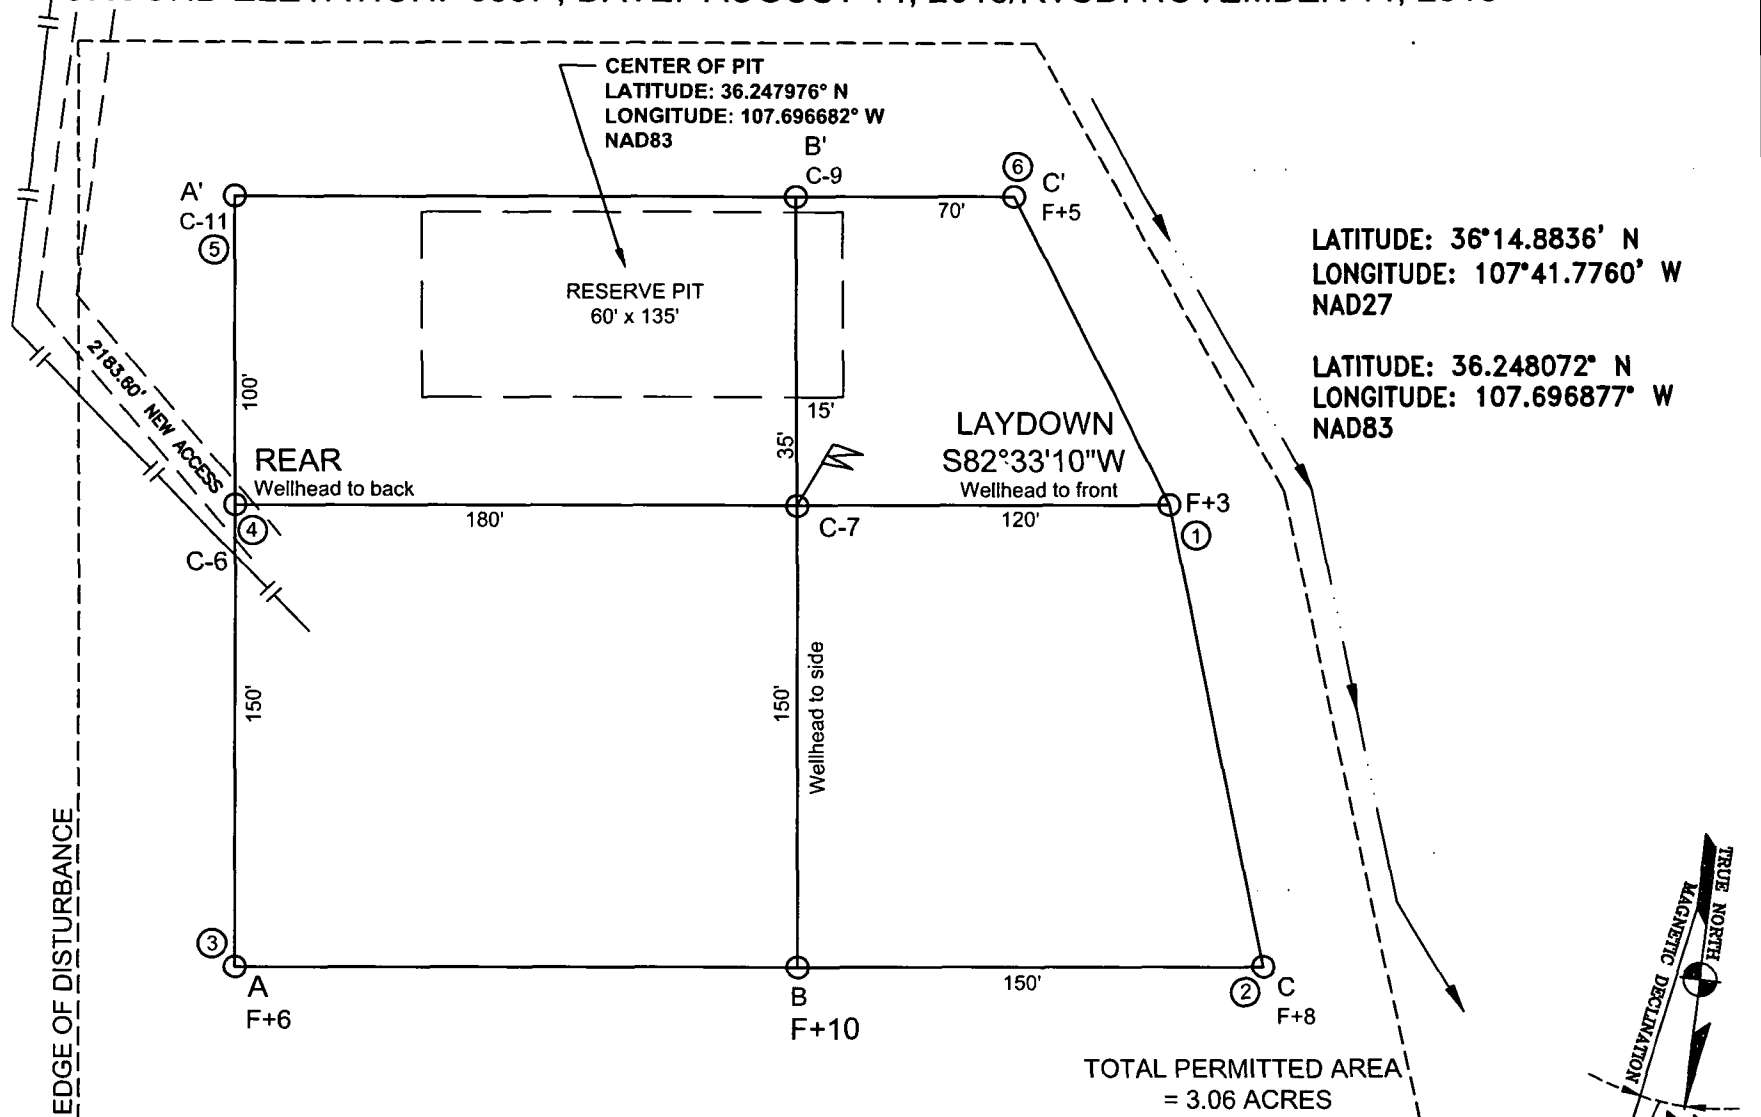 CENTER OF PIT
LATITUDE: 36.247976° N
LONGITUDE: 107.696682° W
NAD83
B'
C-9
A'
C-11
5
6
C'
F+5
70'
LATITUDE: 36°14.8836' N
LONGITUDE: 107°41.7760' W
NAD27
LATITUDE: 36.248072° N
LONGITUDE: 107.696877° W
NAD83
RESERVE PIT
60' x 135'
2183.60' NEW ACCESS
100'
15'
35'
LAYDOWN
S82°33'10"W
Wellhead to front
REAR
Wellhead to back
180'
120'
F+3
1
4
C-6
C-7
150'
150'
Wellhead to side
EDGE OF DISTURBANCE
3
A
F+6
B
F+10
150'
2
C
F+8
TOTAL PERMITTED AREA
= 3.06 ACRES
TRUE NORTH
MAGNETIC DECLINATION